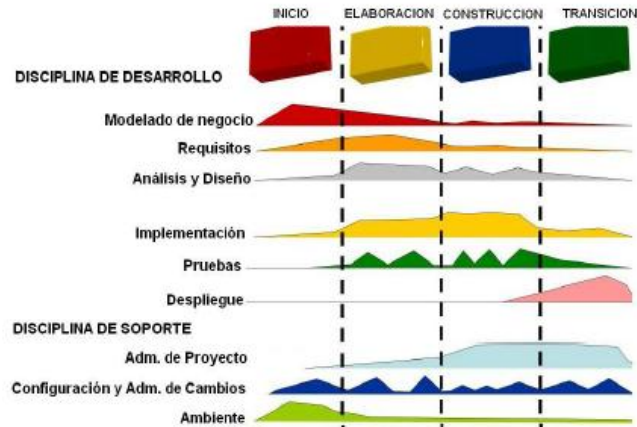 INICIO ELABORACION CONSTRUCCION TRANSICION
DISCIPLINA DE DESARROLLO
Modelado de negocio
Requisitos
Análisis y Diseño
Implementación
Pruebas
Despliegue
DISCIPLINA DE SOPORTE
Adm. de Proyecto
Configuración y Adm. de Cambios
Ambiente